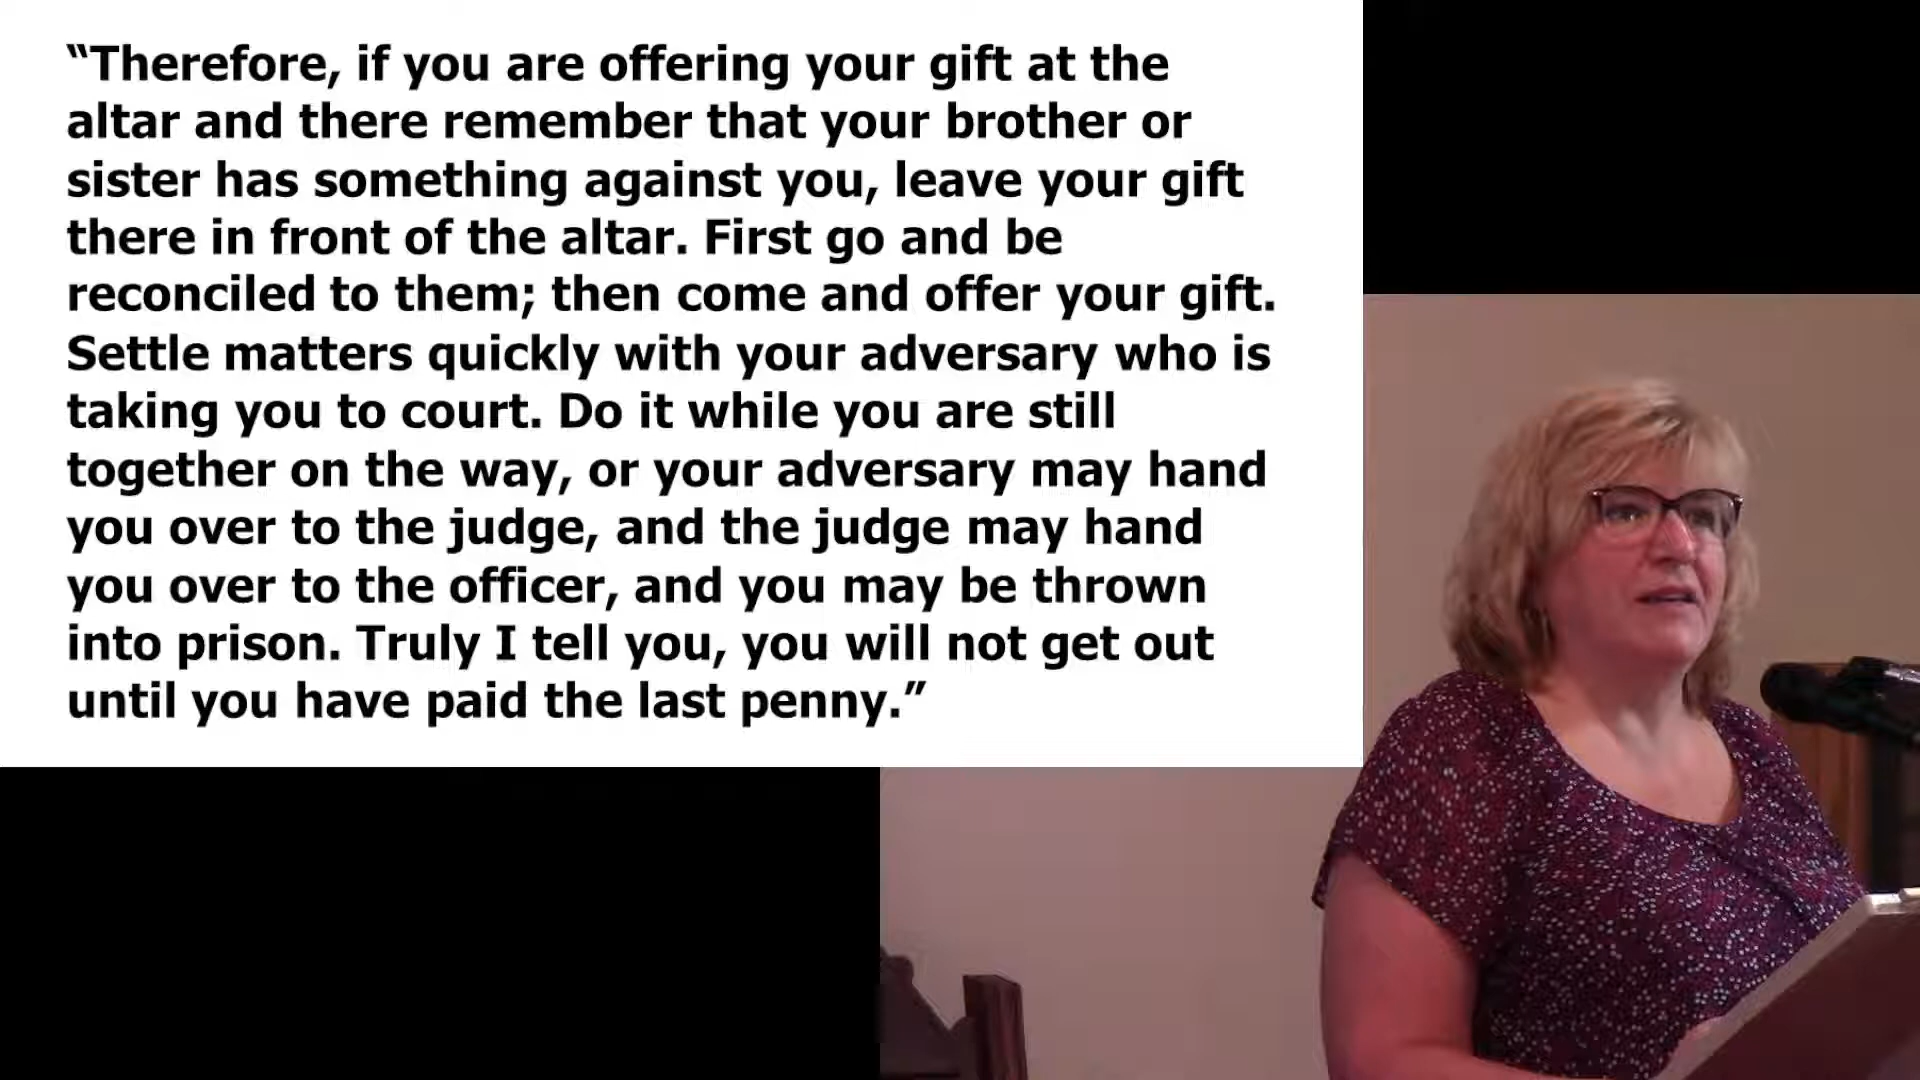 “Therefore, if you are offering your gift at the
altar and there remember that your brother or
sister has something against you, leave your gift
there in front of the altar. First go and be
reconciled to them; then come and offer your gift.
Settle matters quickly with your adversary who is
taking you to court. Do it while you are still
together on the way, or your adversary may hand
you over to the judge, and the judge may hand
you over to the officer, and you may be thrown
into prison. Truly I tell you, you will not get out
until you have paid the last penny.”